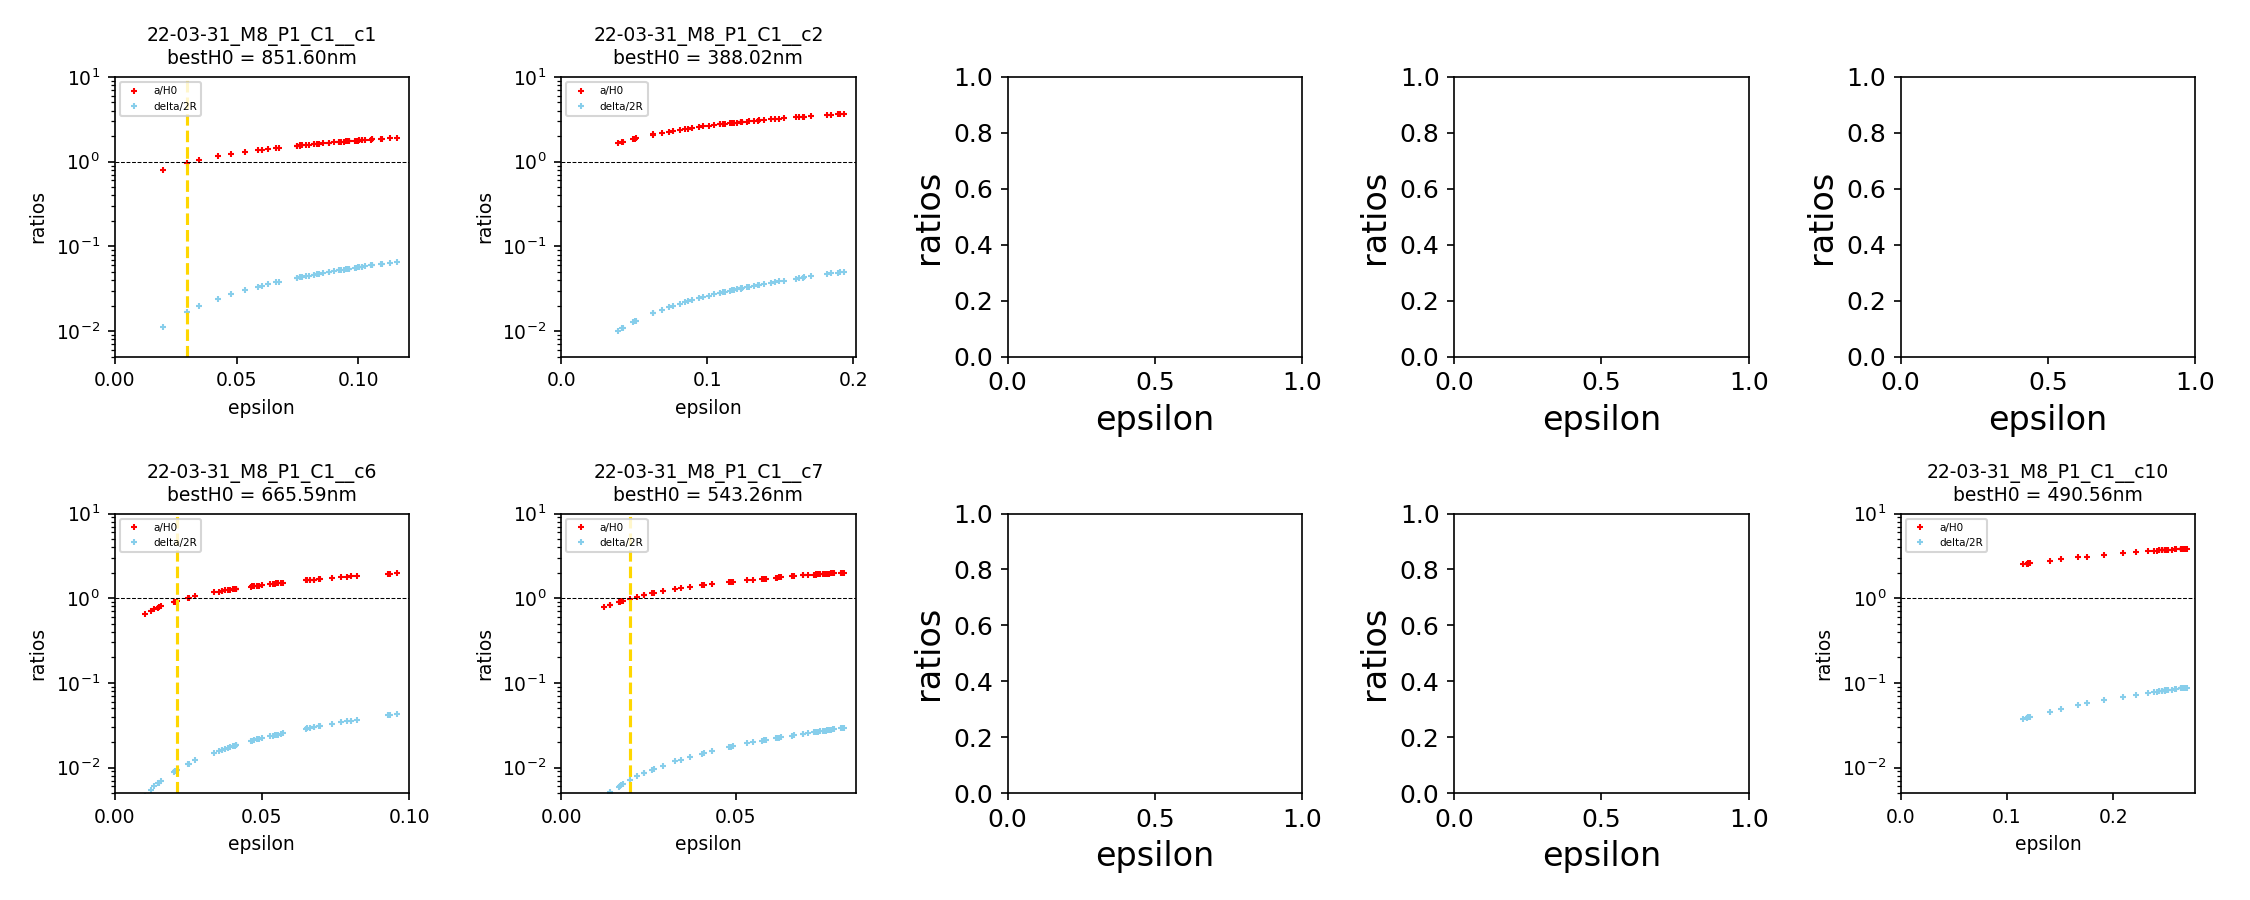 22-03-31_M8_P1_C1__c1
bestH0 = 851.60nm
a/H0
delta/2R
10^1
10^0
10^-1
10^-2
ratios
0.00 0.05 0.10
epsilon
22-03-31_M8_P1_C1__c2
bestH0 = 388.02nm
a/H0
delta/2R
10^1
10^0
10^-1
10^-2
ratios
0.0 0.1 0.2
epsilon
1.0
0.8
0.6
0.4
0.2
0.0
ratios
0.0 0.5 1.0
epsilon
1.0
0.8
0.6
0.4
0.2
0.0
ratios
0.0 0.5 1.0
epsilon
1.0
0.8
0.6
0.4
0.2
0.0
ratios
0.0 0.5 1.0
epsilon
22-03-31_M8_P1_C1__c6
bestH0 = 665.59nm
a/H0
delta/2R
10^1
10^0
10^-1
10^-2
ratios
0.00 0.05 0.10
epsilon
22-03-31_M8_P1_C1__c7
bestH0 = 543.26nm
a/H0
delta/2R
10^1
10^0
10^-1
10^-2
ratios
0.00 0.05
epsilon
1.0
0.8
0.6
0.4
0.2
0.0
ratios
0.0 0.5 1.0
epsilon
1.0
0.8
0.6
0.4
0.2
0.0
ratios
0.0 0.5 1.0
epsilon
22-03-31_M8_P1_C1__c10
bestH0 = 490.56nm
a/H0
delta/2R
10^1
10^0
10^-1
10^-2
ratios
0.0 0.1 0.2
epsilon